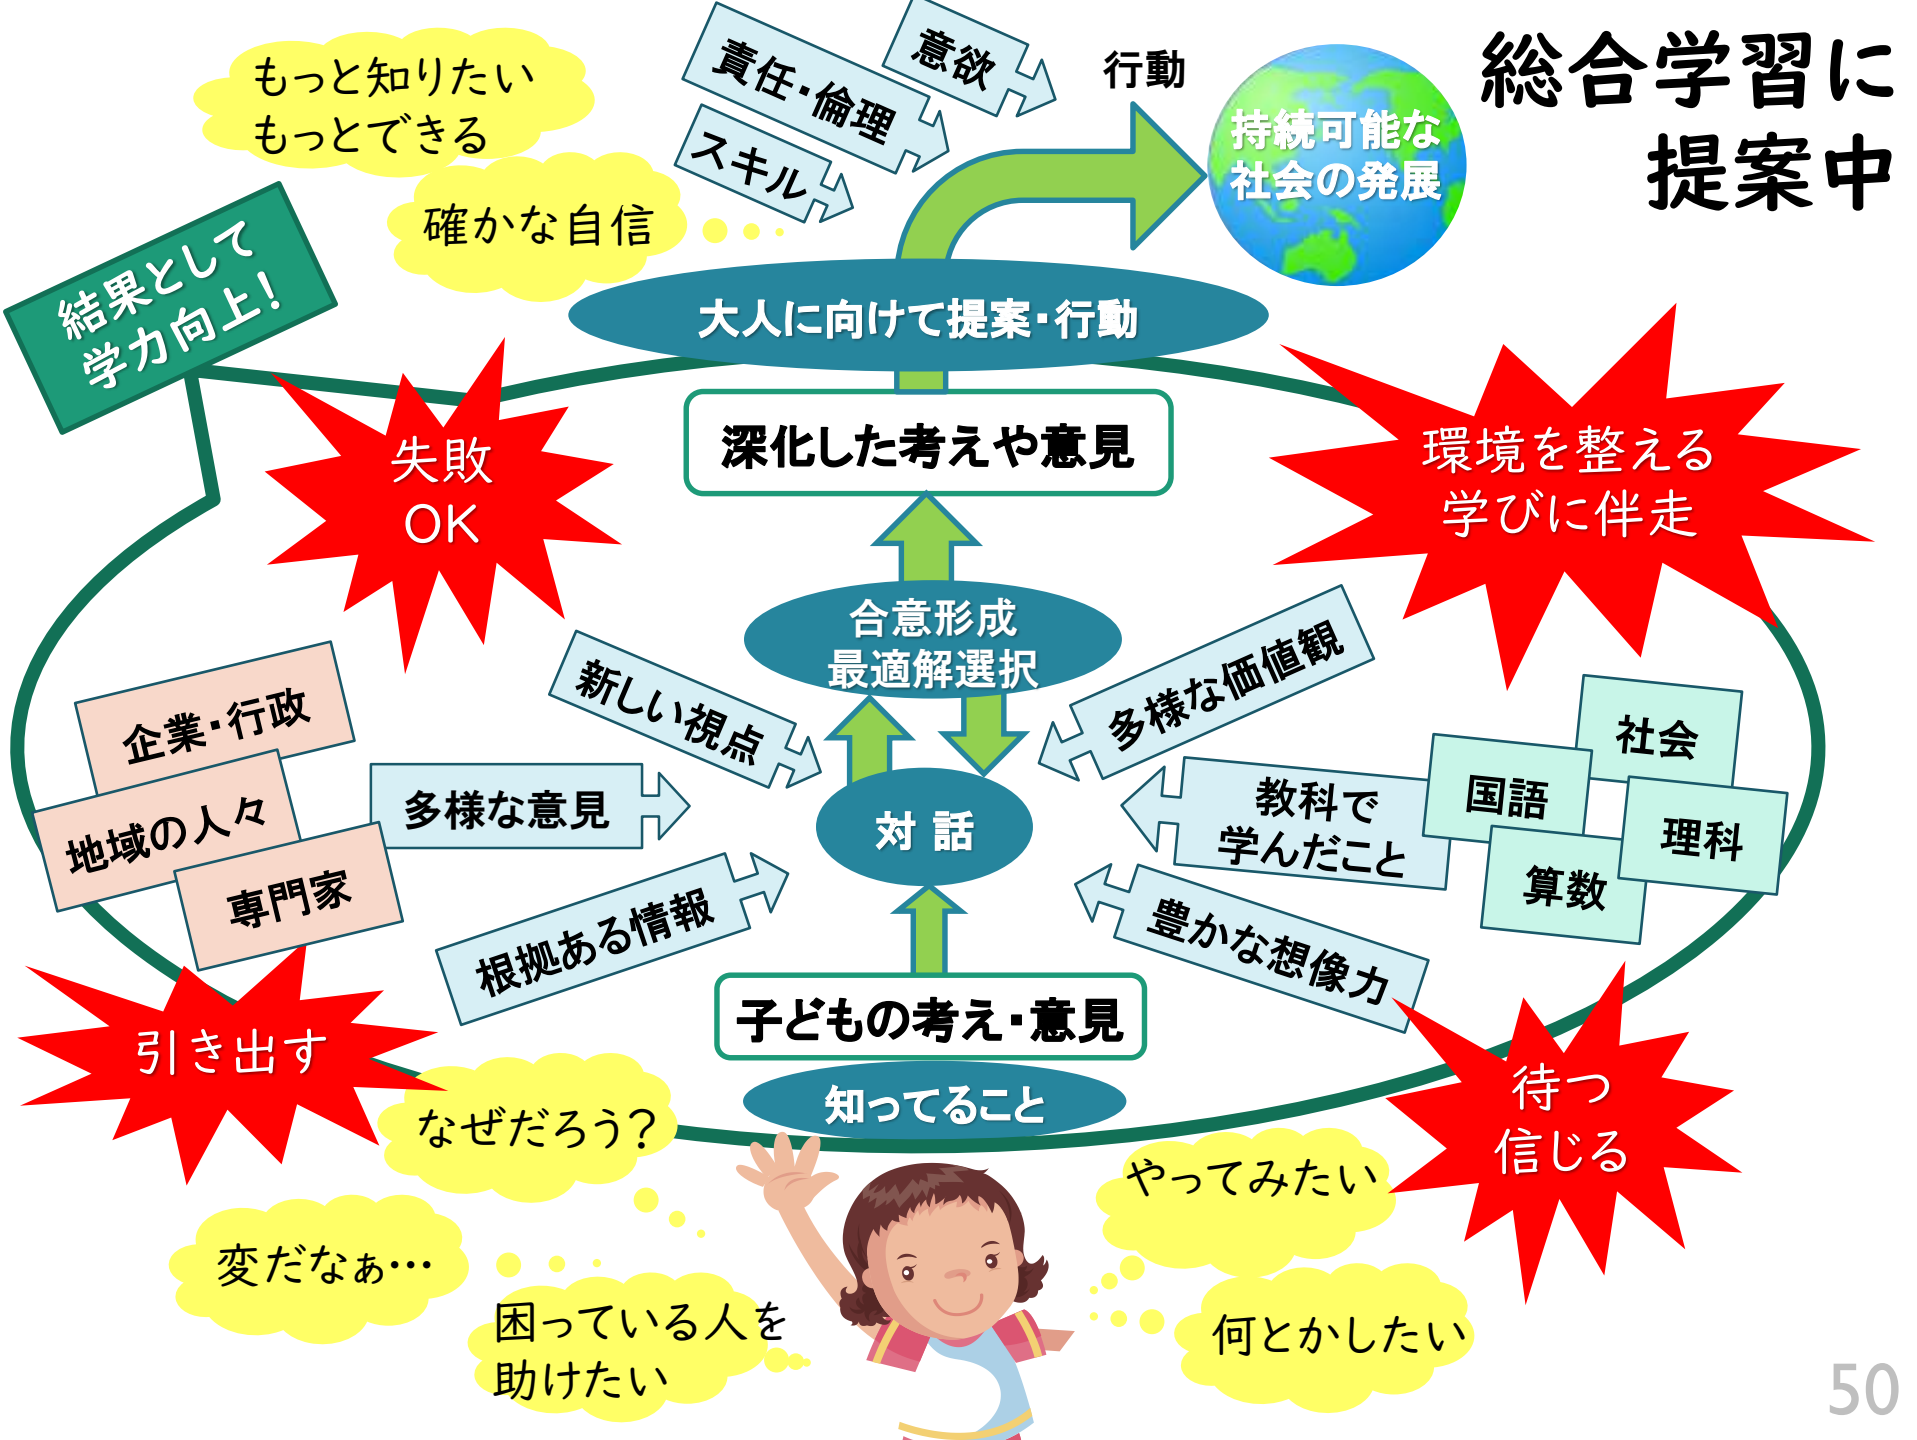 総合学習に
提案中
もっと知りたい
もっとできる
確かな自信
責任・倫理
意欲
スキル
行動
持続可能な
社会の発展
結果として
学力向上！
大人に向けて提案・行動
深化した考えや意見
失敗
OK
環境を整える
学びに伴走
合意形成
最適解選択
新しい視点
多様な価値観
企業・行政
地域の人々
専門家
多様な意見
対 話
教科で
学んだこと
社会
国語
理科
算数
根拠ある情報
豊かな想像力
子どもの考え・意見
知ってること
引き出す
待つ
信じる
なぜだろう？
変だなぁ…
困っている人を
助けたい
やってみたい
何とかしたい
50